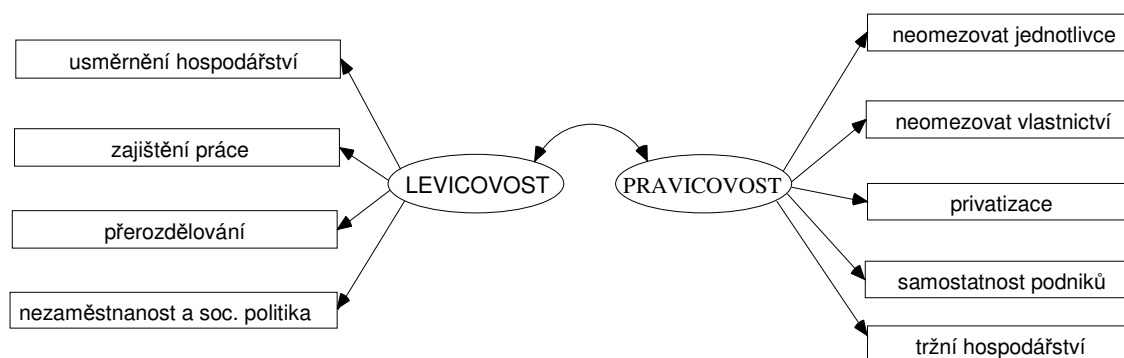 usměrnění hospodářství
zajištění práce
přerozdělování
nezaměstnanost a soc. politika
LEVICOVOST
PRAVICOVOST
neomezovat jednotlivce
neomezovat vlastnictví
privatizace
samostatnost podniků
tržní hospodářství